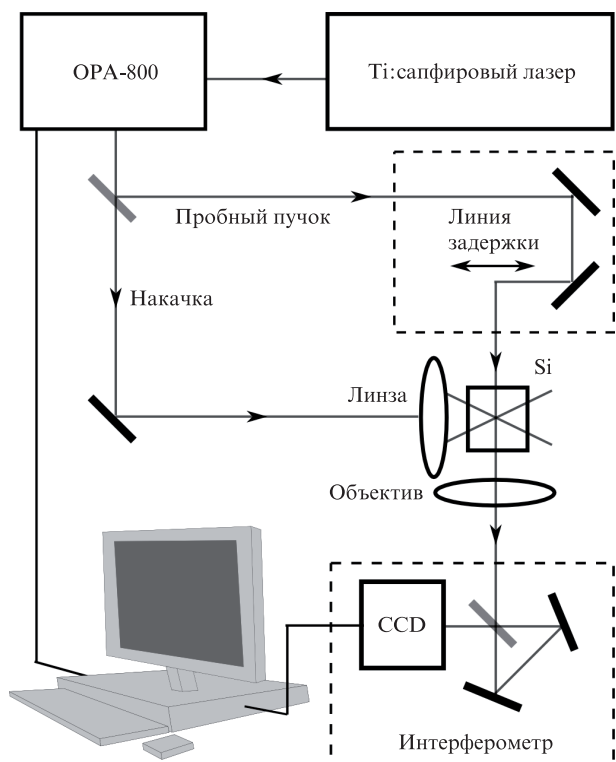 OPA-800
Ti:сапфировый лазер
Пробный пучок
Линия
задержки
Накачка
Линза
Si
Объектив
CCD
Интерферометр